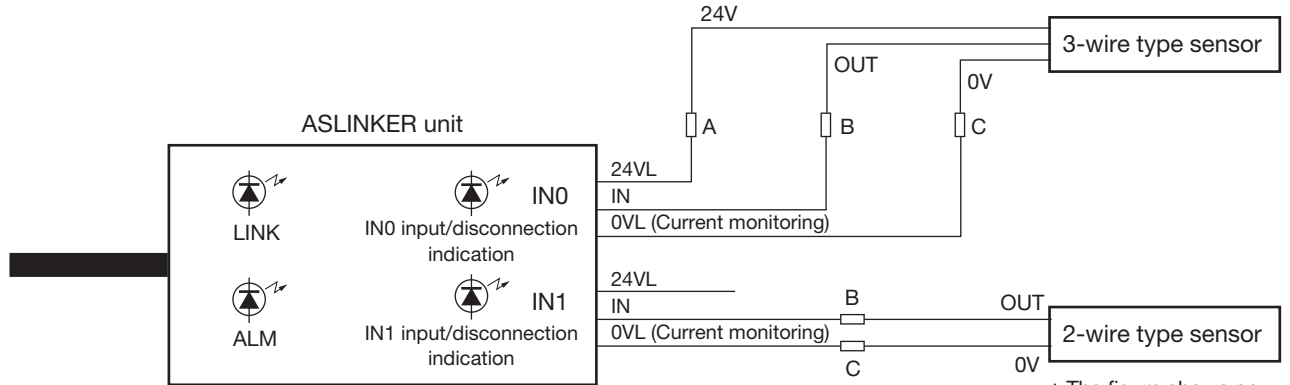 24V
3-wire type sensor
OUT
0V
ASLINKER unit
A
B
C
24VL
IN0
IN
LINK
IN0 input/disconnection
indication
0VL (Current monitoring)
24VL
IN1
IN
B
OUT
ALM
IN1 input/disconnection
indication
0VL (Current monitoring)
2-wire type sensor
C
0V